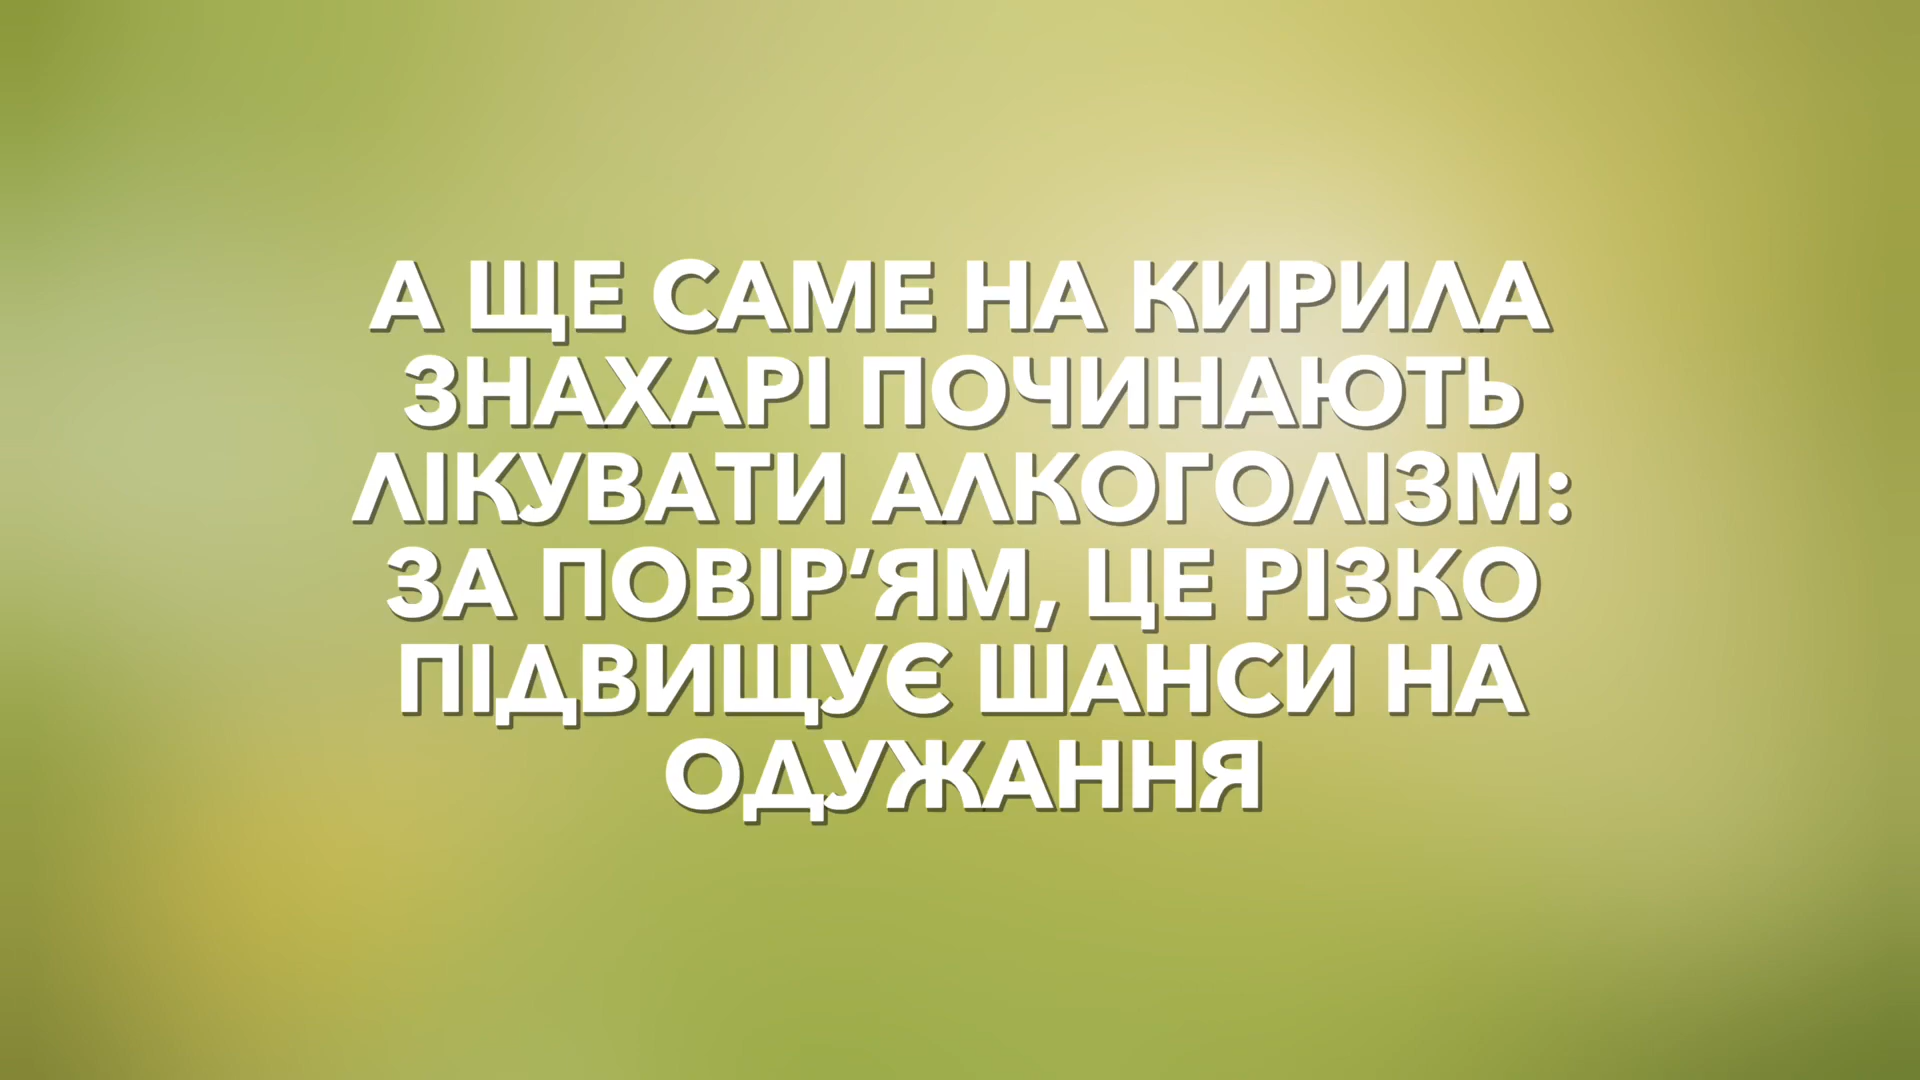 А ЩЕ САМЕ НА КИРИЛА
ЗНАХАРІ ПОЧИНАЮТЬ
ЛІКУВАТИ АЛКОГОЛІЗМ:
ЗА ПОВІР’ЯМ, ЦЕ РІЗКО
ПІДВИЩУЄ ШАНСИ НА
ОДУЖАННЯ